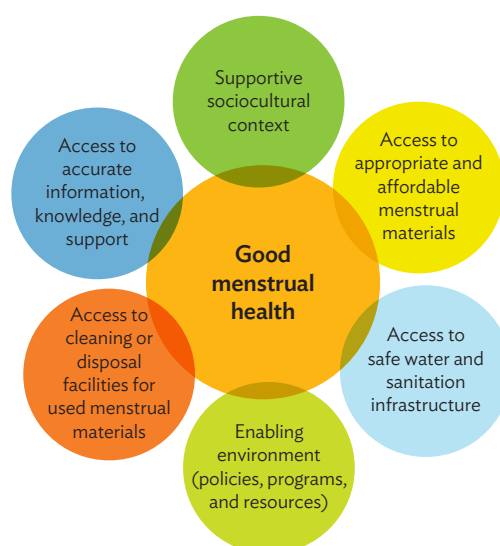 Supportive
sociocultural
context
Access to
appropriate and
affordable
menstrual
materials
Access to
safe water and
sanitation
infrastructure
Enabling
environment
(policies, programs,
and resources)
Access to
cleaning or
disposal
facilities for
used menstrual
materials
Access to
accurate
information,
knowledge, and
support
Good
menstrual
health